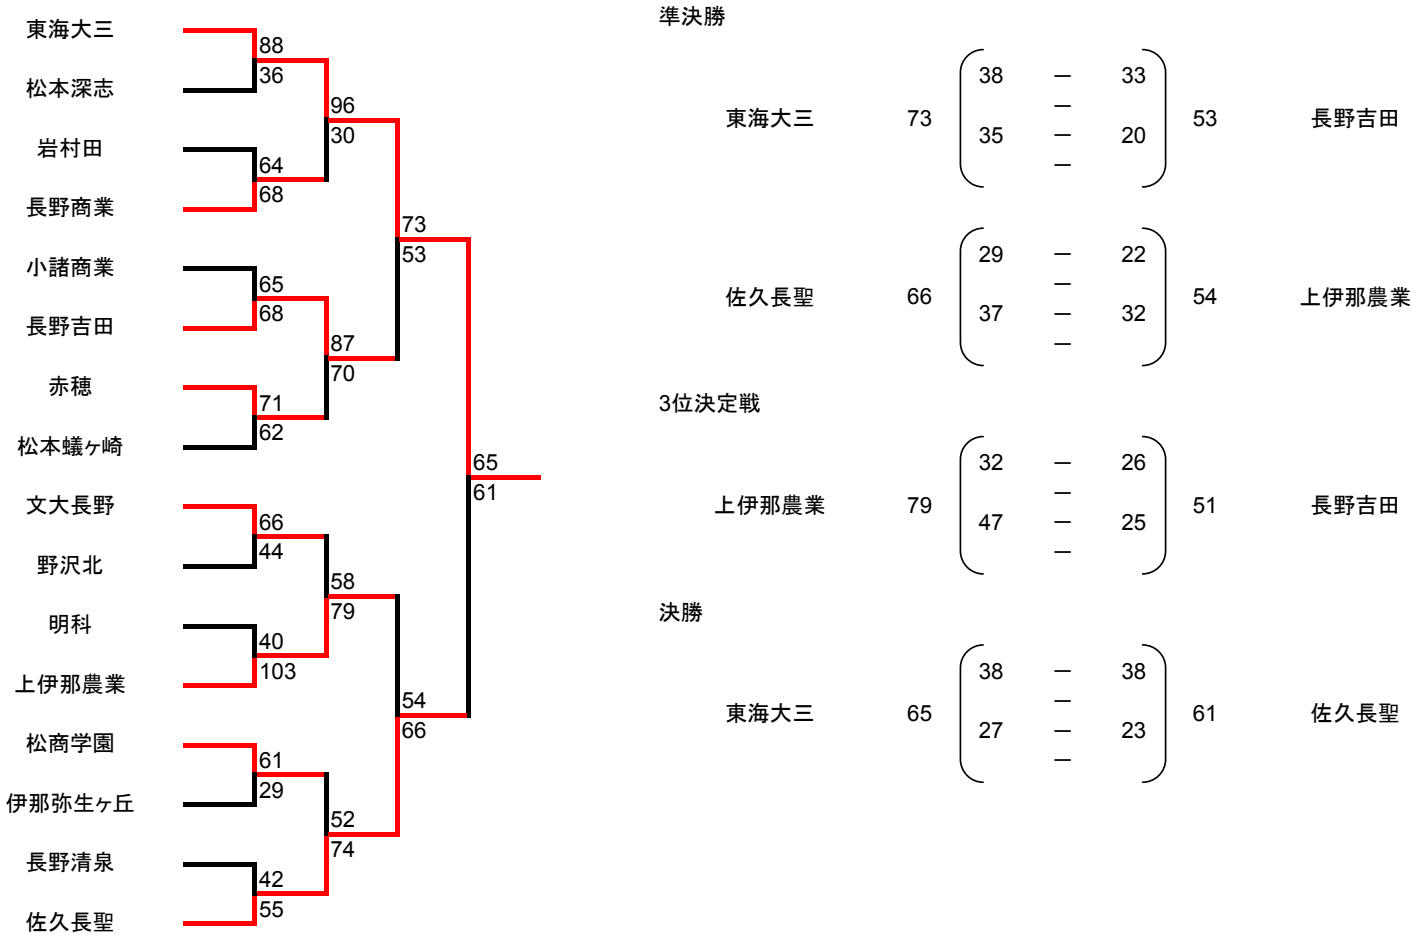 東海大三
88
36
松本深志
96
30
岩村田
64
68
長野商業
73
53
小諸商業
65
68
長野吉田
87
70
赤穂
71
62
松本蟻ヶ崎
65
61
文大長野
66
44
野沢北
58
79
明科
40
103
上伊那農業
54
66
松商学園
61
29
伊那弥生ヶ丘
52
74
長野清泉
42
55
佐久長聖
準決勝
38 — 33
—
東海大三 73 53 長野吉田
35 — 20
—
29 — 22
—
佐久長聖 66 54 上伊那農業
37 — 32
—
3位決定戦
32 — 26
—
上伊那農業 79 51 長野吉田
47 — 25
—
決勝
38 — 38
—
東海大三 65 61 佐久長聖
27 — 23
—